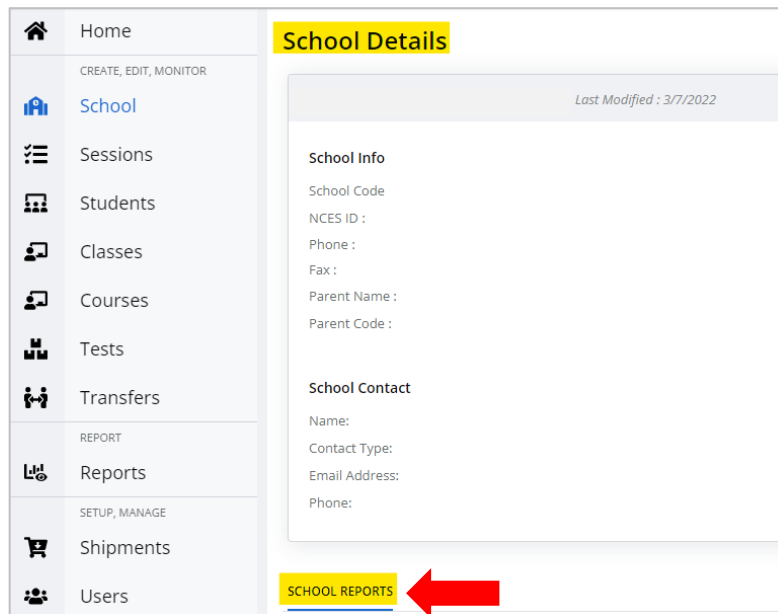 Home
CREATE, EDIT, MONITOR
School
Sessions
Students
Classes
Courses
Tests
Transfers
REPORT
Reports
SETUP, MANAGE
Shipments
Users
School Details
Last Modified : 3/7/2022
School Info
School Code
NCES ID :
Phone :
Fax :
Parent Name :
Parent Code :
School Contact
Name:
Contact Type:
Email Address:
Phone:
SCHOOL REPORTS